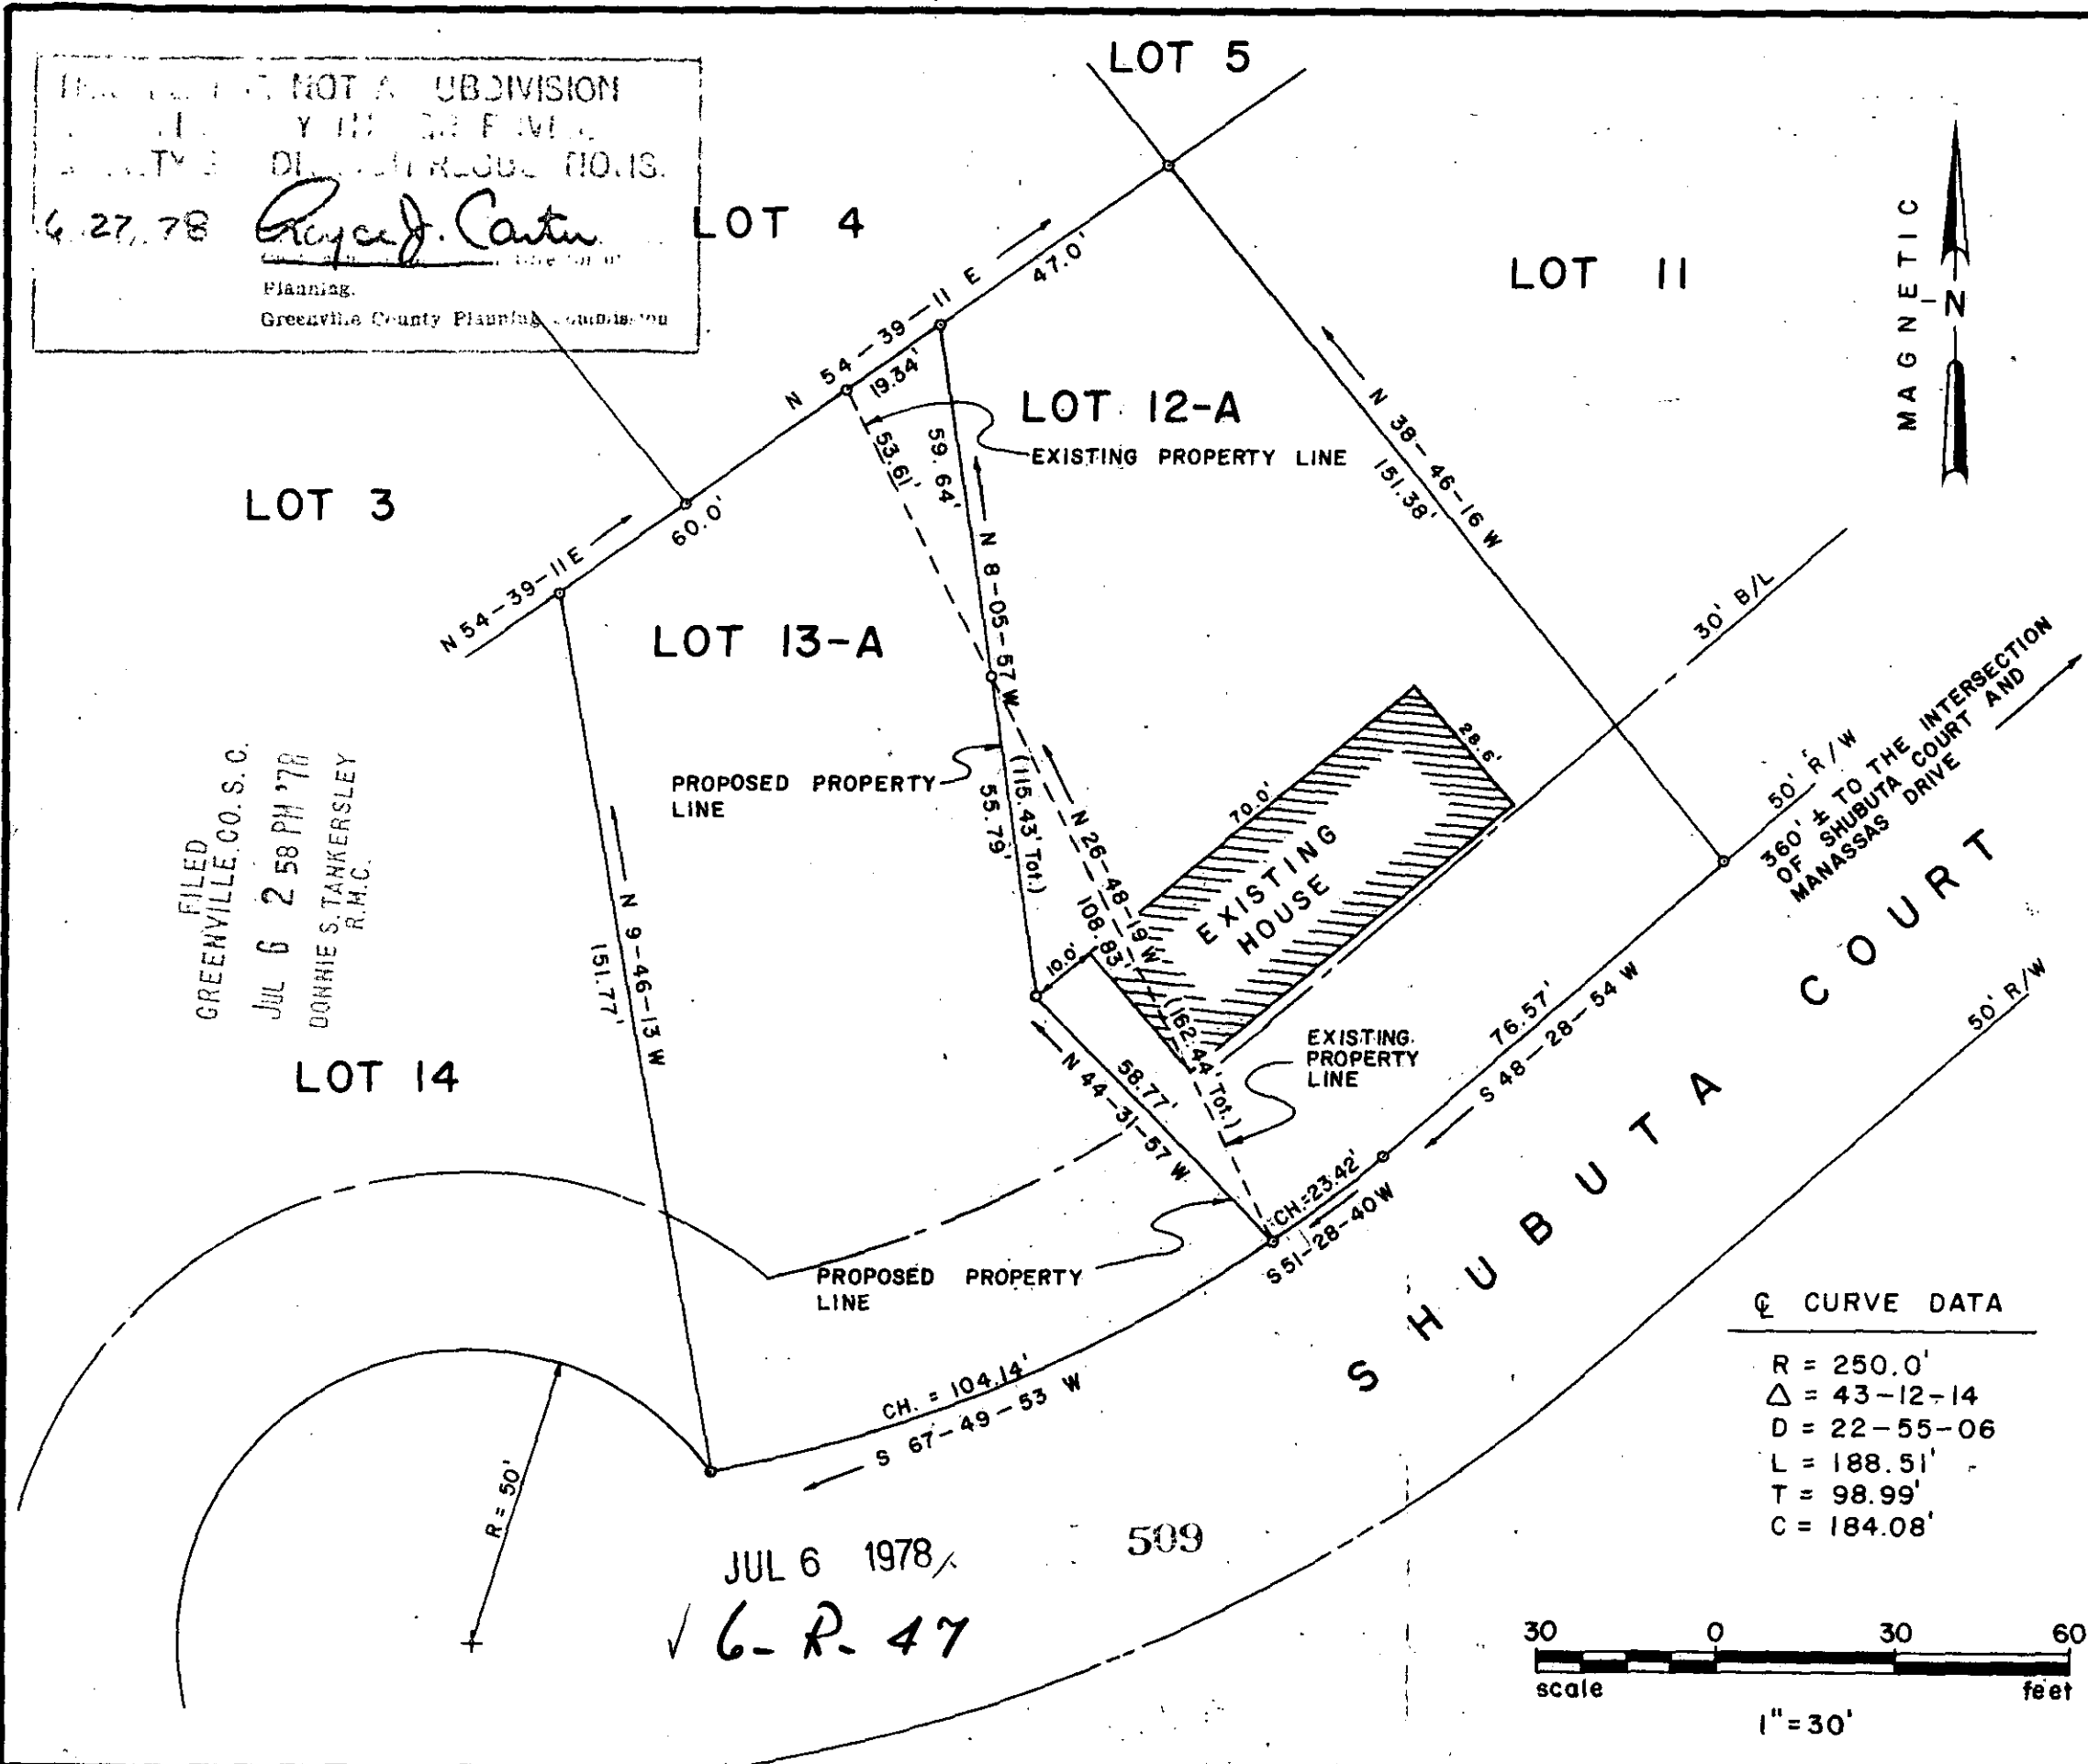 LOT 5
NOT A UBDIVISION
6.27.78 Royce J. Carter
Planning.
Greenville County Planning Commission
LOT 4
LOT 11
MAGNETIC
N
N 54-39-11 E
47.0'
19.34'
LOT 12-A
EXISTING PROPERTY LINE
53.61'
59.64'
N 8-05-57 W
N 38-46-16 W
151.38'
LOT 3
60.0'
N 54-39-11 E
LOT 13-A
30' B/L
50' R/W
360' ± TO THE INTERSECTION
OF SHUBUTA COURT AND
MANASSAS DRIVE
PROPOSED PROPERTY
LINE
(115.43' Tot.)
55.79'
N 26-48-19 W
108.83'
(162.44' Tot.)
70.0'
28.6'
EXISTING
HOUSE
10.0'
FILED
GREENVILLE.CO.S.C.
JUL 6 2 58 PM '78
DONNIE S. TANKERSLEY
R.M.C.
N 9-46-13 W
151.77'
LOT 14
58.77'
N 44-31-57 W
EXISTING
PROPERTY
LINE
76.57'
S 48-28-54 W
50' R/W
SHUBUTA COURT
CH.=23.42'
S 51-28-40 W
PROPOSED PROPERTY
LINE
CH. = 104.14'
S 67-49-53 W
R = 50'
℄ CURVE DATA
R = 250.0'
Δ = 43-12-14
D = 22-55-06
L = 188.51'
T = 98.99'
C = 184.08'
JUL 6 1978
509
✓ 6-R-47
30 0 30 60
scale feet
1"=30'